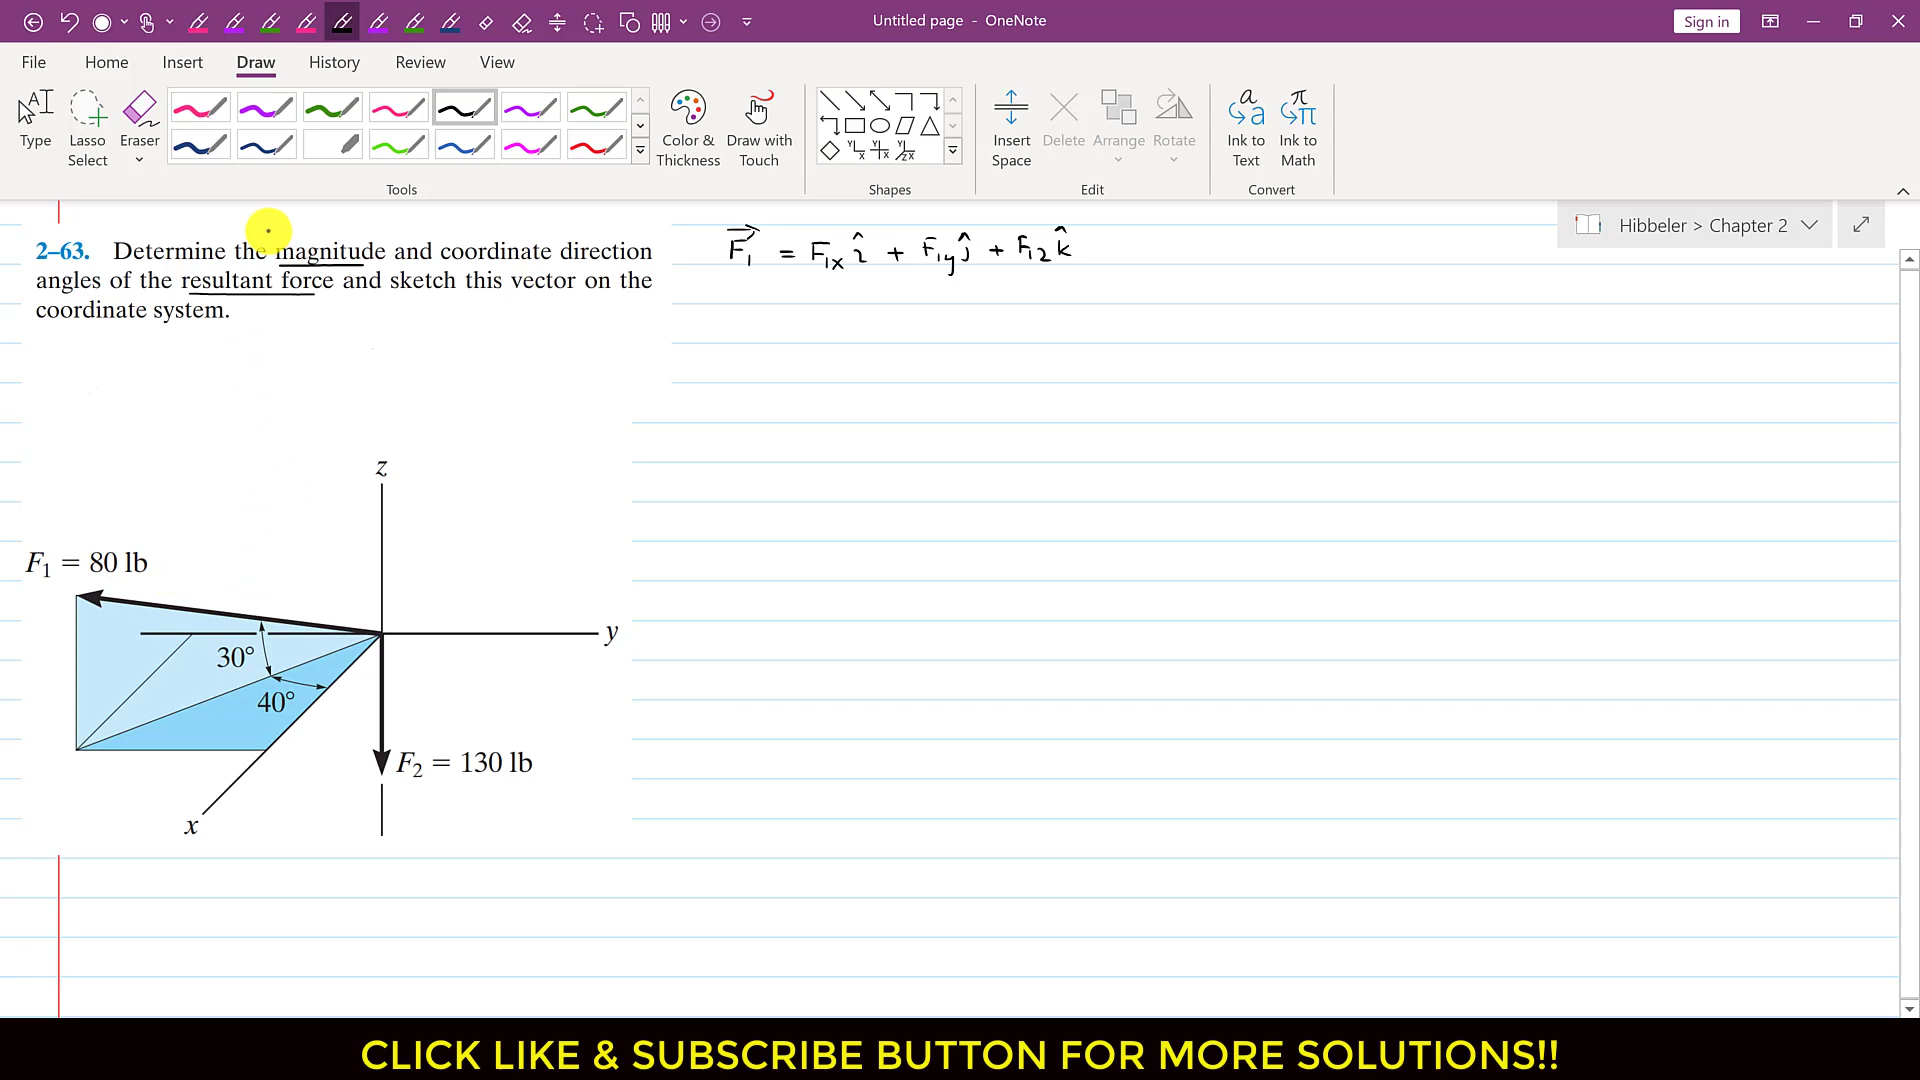 Untitled page - OneNote
Sign in
File Home Insert Draw History Review View
Type
Lasso Select
Eraser
Color & Thickness
Draw with Touch
Insert Space
Delete
Arrange
Rotate
Ink to Text
Ink to Math
Tools
Shapes
Edit
Convert
Hibbeler > Chapter 2
2–63. Determine the magnitude and coordinate direction
angles of the resultant force and sketch this vector on the
coordinate system.
F₁ = F₁ₓ î + F₁y ĵ + F₁z k̂
z
F₁ = 80 lb
y
30°
40°
F₂ = 130 lb
x
CLICK LIKE & SUBSCRIBE BUTTON FOR MORE SOLUTIONS!!